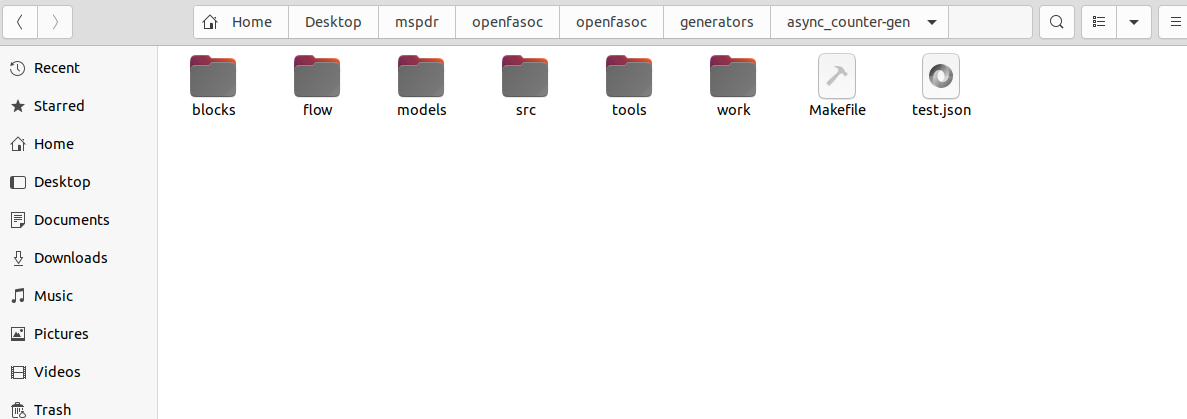 Home Desktop mspdr openfasoc openfasoc generators async_counter-gen
Recent
Starred
Home
Desktop
Documents
Downloads
Music
Pictures
Videos
Trash
blocks flow models src tools work Makefile test.json